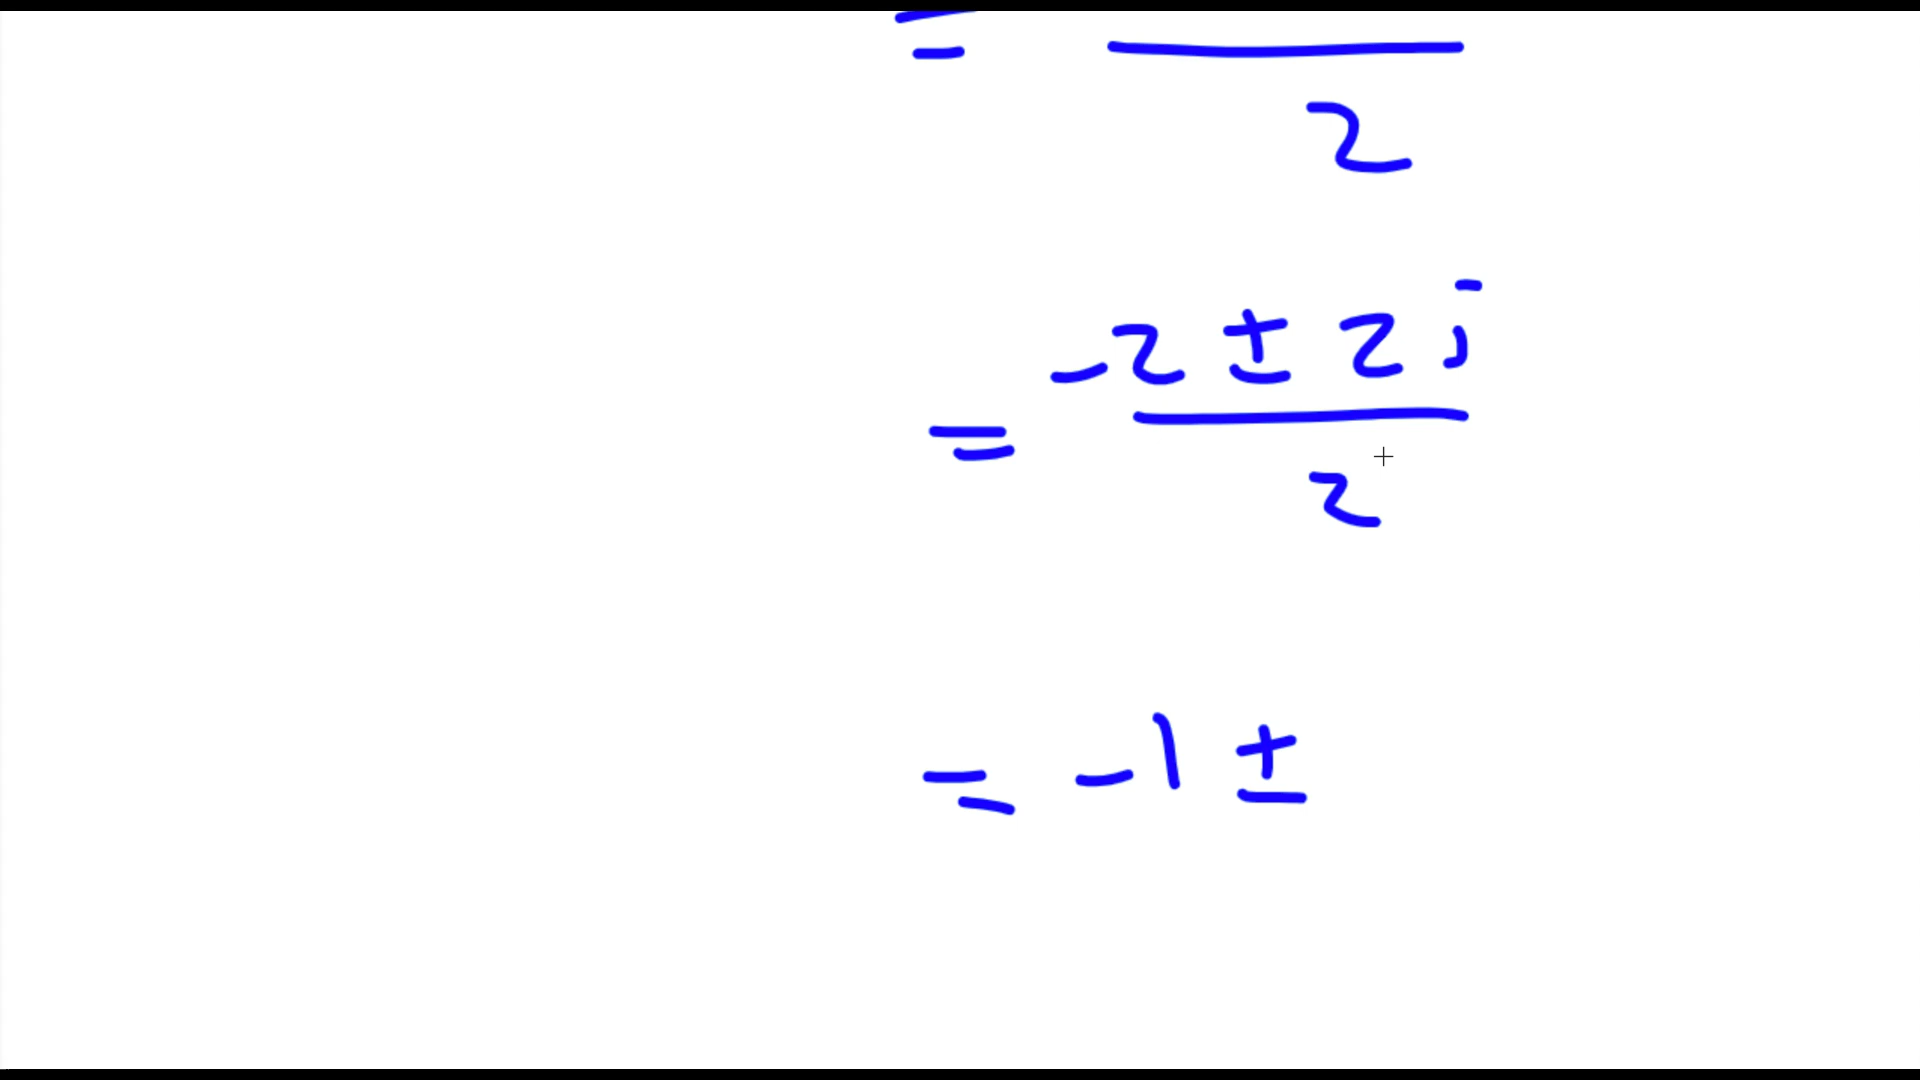 = ―
2
= -2 ± 2i
―
2
= -1 ±